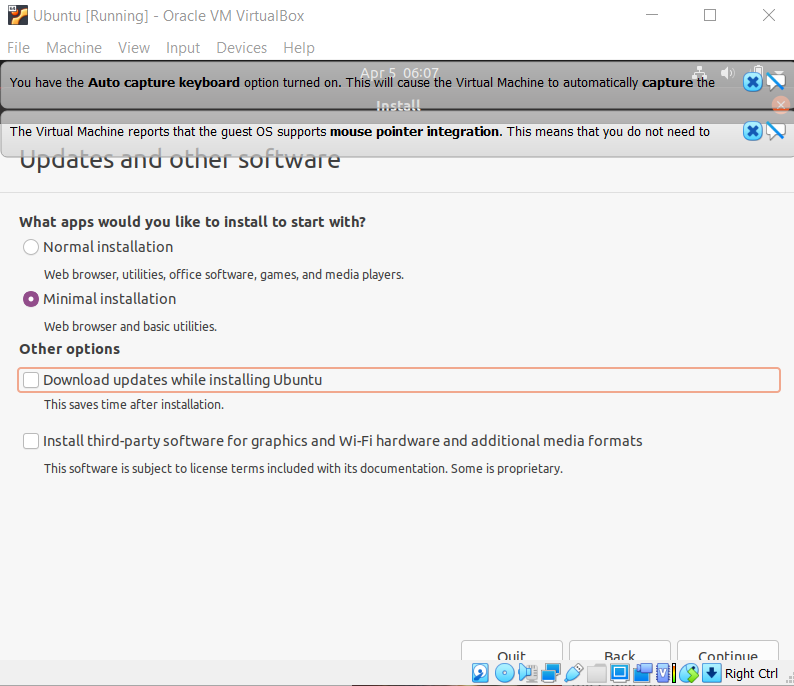 Ubuntu [Running] - Oracle VM VirtualBox
File Machine View Input Devices Help
Apr 5 06:07
You have the Auto capture keyboard option turned on. This will cause the Virtual Machine to automatically capture the
Install
The Virtual Machine reports that the guest OS supports mouse pointer integration. This means that you do not need to
Updates and other software
What apps would you like to install to start with?
Normal installation
Web browser, utilities, office software, games, and media players.
Minimal installation
Web browser and basic utilities.
Other options
Download updates while installing Ubuntu
This saves time after installation.
Install third-party software for graphics and Wi-Fi hardware and additional media formats
This software is subject to license terms included with its documentation. Some is proprietary.
Quit Back Continue
Right Ctrl